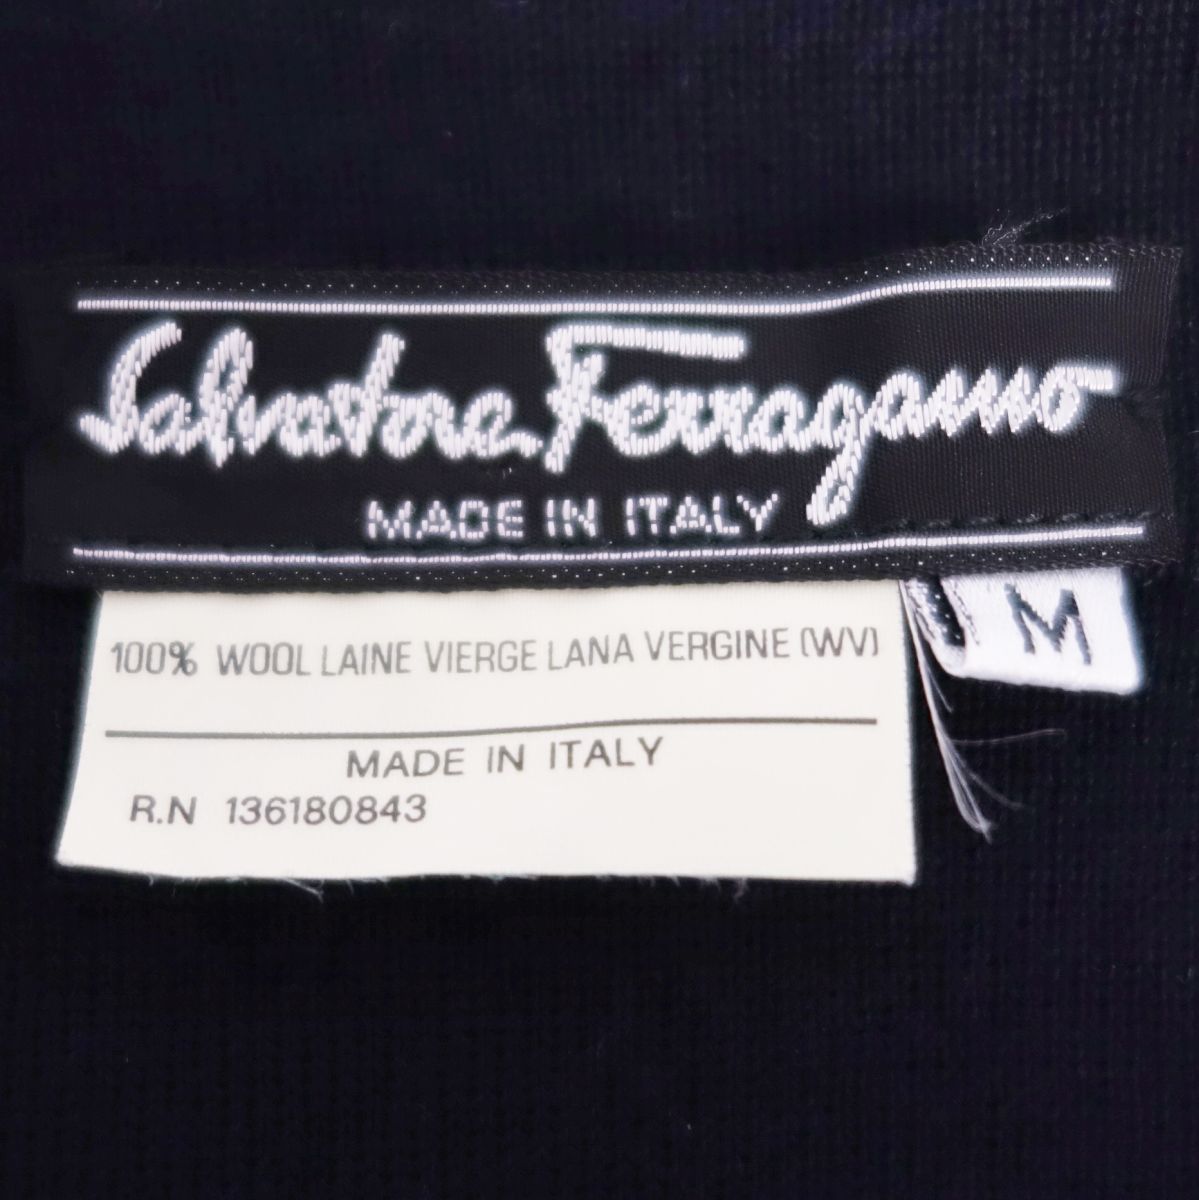 Salvatore Ferragamo
MADE IN ITALY
M
100% WOOL LAINE VIERGE LANA VERGINE (WV)
MADE IN ITALY
R.N 136180843